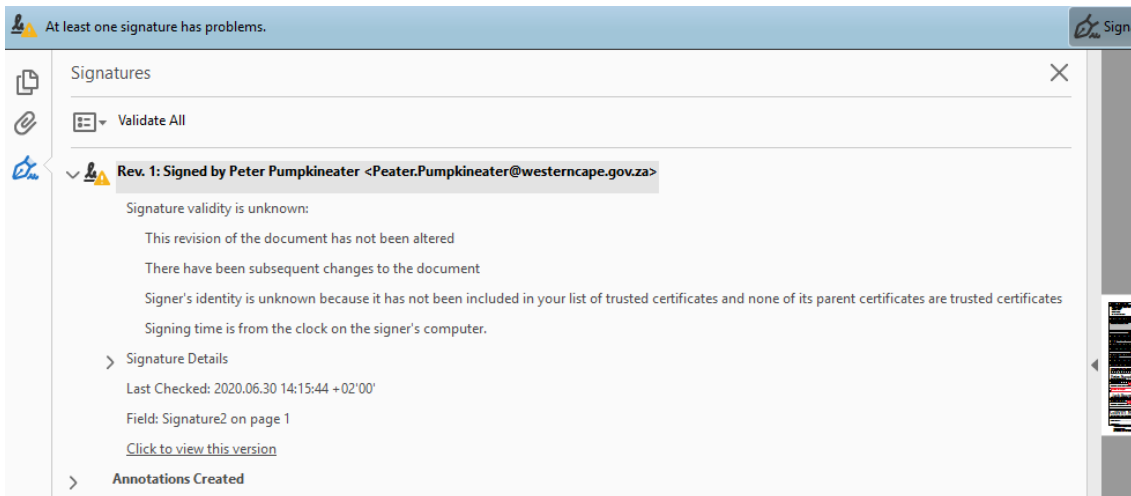 At least one signature has problems.
Sign
Signatures
Validate All
Rev. 1: Signed by Peter Pumpkineater <Peater.Pumpkineater@westerncape.gov.za>
Signature validity is unknown:
This revision of the document has not been altered
There have been subsequent changes to the document
Signer's identity is unknown because it has not been included in your list of trusted certificates and none of its parent certificates are trusted certificates
Signing time is from the clock on the signer's computer.
Signature Details
Last Checked: 2020.06.30 14:15:44 +02'00'
Field: Signature2 on page 1
Click to view this version
Annotations Created